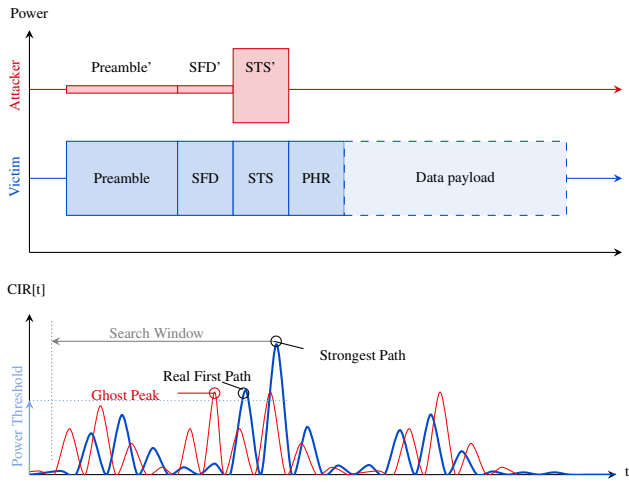 Power
Attacker
Preamble’ SFD’ STS’
Victim
Preamble SFD STS PHR Data payload
CIR[t]
Search Window
Strongest Path
Real First Path
Ghost Peak
Power Threshold
t